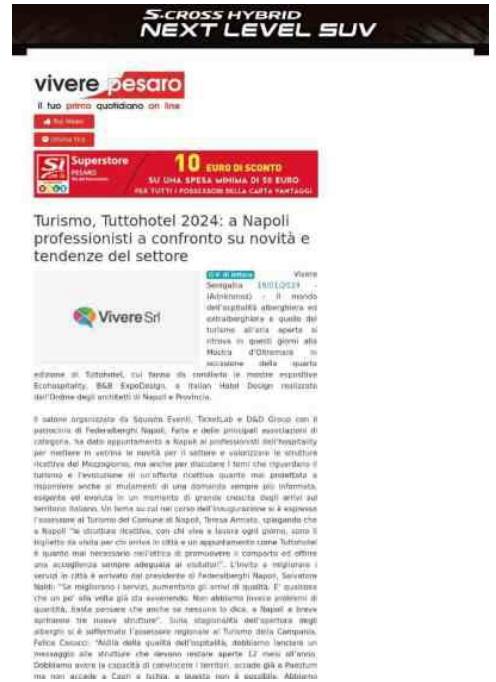 S-CROSS HYBRID
NEXT LEVEL SUV
vivere pesaro
il tuo primo quotidiano on line
Superstore
PESARO
10 EURO DI SCONTO
SU UNA SPESA MINIMA DI 50 EURO
PER TUTTI I POSSESSORI DELLA CARTA VANTAGGI
Turismo, Tuttohotel 2024: a Napoli
professionisti a confronto su novità e
tendenze del settore
Vivere Srl
di lettura Vivere
Senigallia 16/01/2024 -
(Adnkronos) - Il mondo
dell'ospitalità alberghiera ed
extralberghiera e quello del
turismo all'aria aperta si
ritrova in questi giorni alla
Mostra d'Oltremare in
occasione della quarta
edizione di Tuttohotel, cui fanno da corollario le mostre espositive
Ecohospitality, B&B ExpoDesign, e Italian Hotel Design realizzato
dall'Ordine degli architetti di Napoli e Provincia.
Il salone organizzato da Squisito Eventi, TicketLab e D&D Group con il
patrocinio di Federalberghi Napoli, Faita e delle principali associazioni di
categoria, ha dato appuntamento a Napoli ai professionisti dell'hospitality
per mettere in vetrina le novità per il settore e valorizzare le strutture
ricettive del Mezzogiorno, ma anche per discutere i temi che riguardano il
turismo e l'evoluzione di un'offerta ricettiva quanto mai proiettata a
rispondere anche ai mutamenti di una domanda sempre più informata,
esigente ed evoluta in un momento di grande crescita degli arrivi sul
territorio italiano. Un tema su cui nel corso dell'inaugurazione si è espressa
l'assessore al Turismo del Comune di Napoli, Teresa Armato, spiegando che
a Napoli "le strutture ricettive, con chi vive e lavora ogni giorno, sono il
biglietto da visita per chi arriva in città e un appuntamento come Tuttohotel
è quanto mai necessario nell'ottica di promuovere il comparto ed offrire
una accoglienza sempre adeguata ai visitatori". L'invito a migliorare i
servizi in città è arrivato dal presidente di Federalberghi Napoli, Salvatore
Naldi: "Se miglioriamo i servizi, aumentano gli arrivi di qualità. E' qualcosa
che un po' alla volta già sta avvenendo. Non abbiamo invece problemi di
quantità, basta pensare che anche se nessuno lo dice, a Napoli a breve
apriranno tre nuove strutture". Sulla stagionalità dell'apertura degli
alberghi si è soffermato l'assessore regionale al Turismo della Campania,
Felice Casucci: "Aldilà della qualità dell'ospitalità, dobbiamo lanciare un
messaggio alle strutture che devono restare aperte 12 mesi all'anno.
Dobbiamo avere la capacità di convincere i territori, accade già a Paestum
ma non accade a Capri e Ischia, e questo non è possibile. Abbiamo